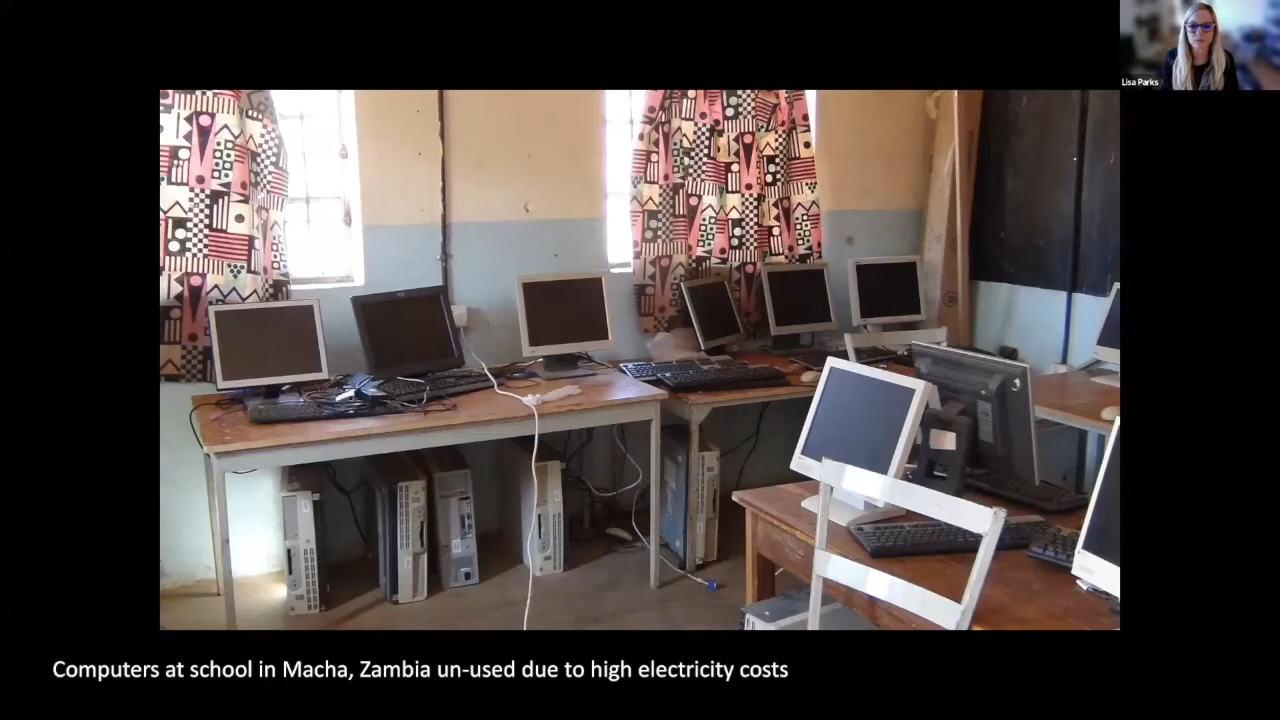 Lisa Parks
Computers at school in Macha, Zambia un-used due to high electricity costs